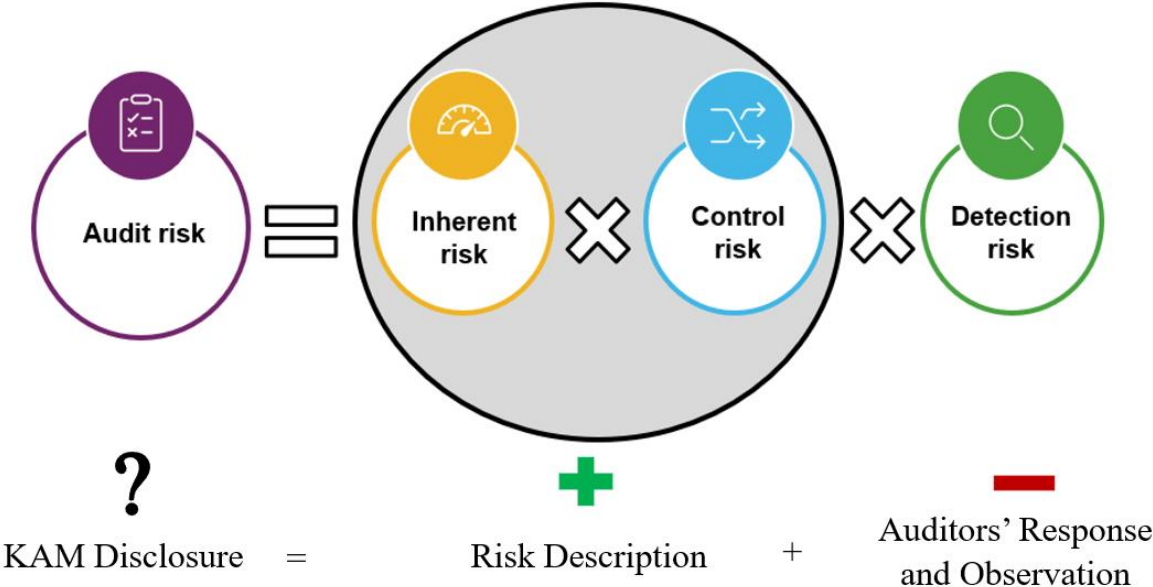 Audit risk
Inherent
risk
Control
risk
Detection
risk
?
KAM Disclosure = Risk Description + Auditors’ Response
and Observation